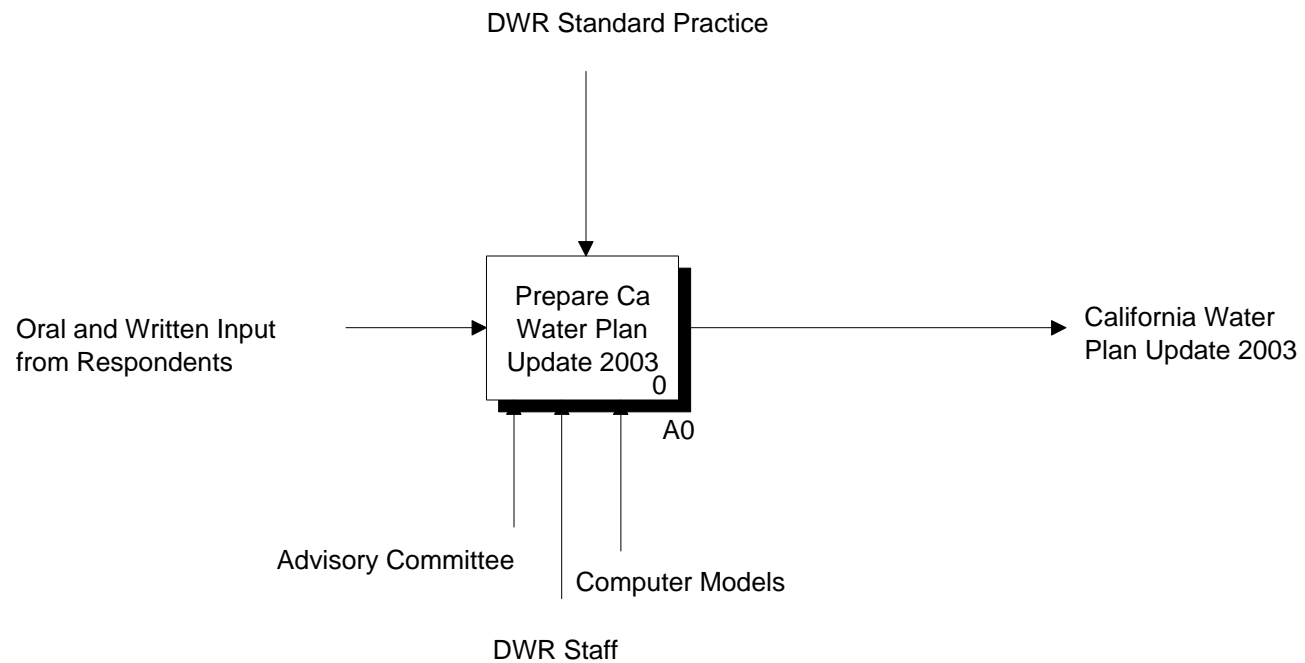 DWR Standard Practice
Prepare Ca
Water Plan
Update 2003
0
A0
Oral and Written Input
from Respondents
California Water
Plan Update 2003
Advisory Committee
Computer Models
DWR Staff